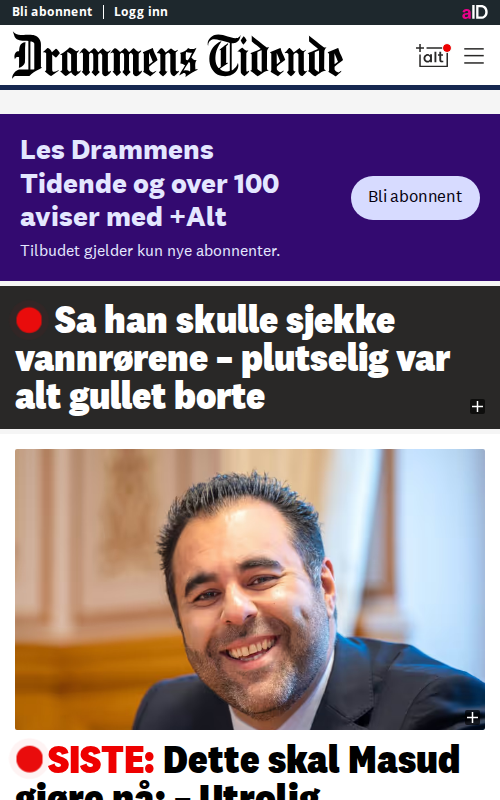 Bli abonnent | Logg inn
aID
Drammens Tidende
+alt
Les Drammens
Tidende og over 100
aviser med +Alt
Bli abonnent
Tilbudet gjelder kun nye abonnenter.
Sa han skulle sjekke
vannrørene – plutselig var
alt gullet borte
+
+
SISTE: Dette skal Masud
gjøre nå: – Utrolig